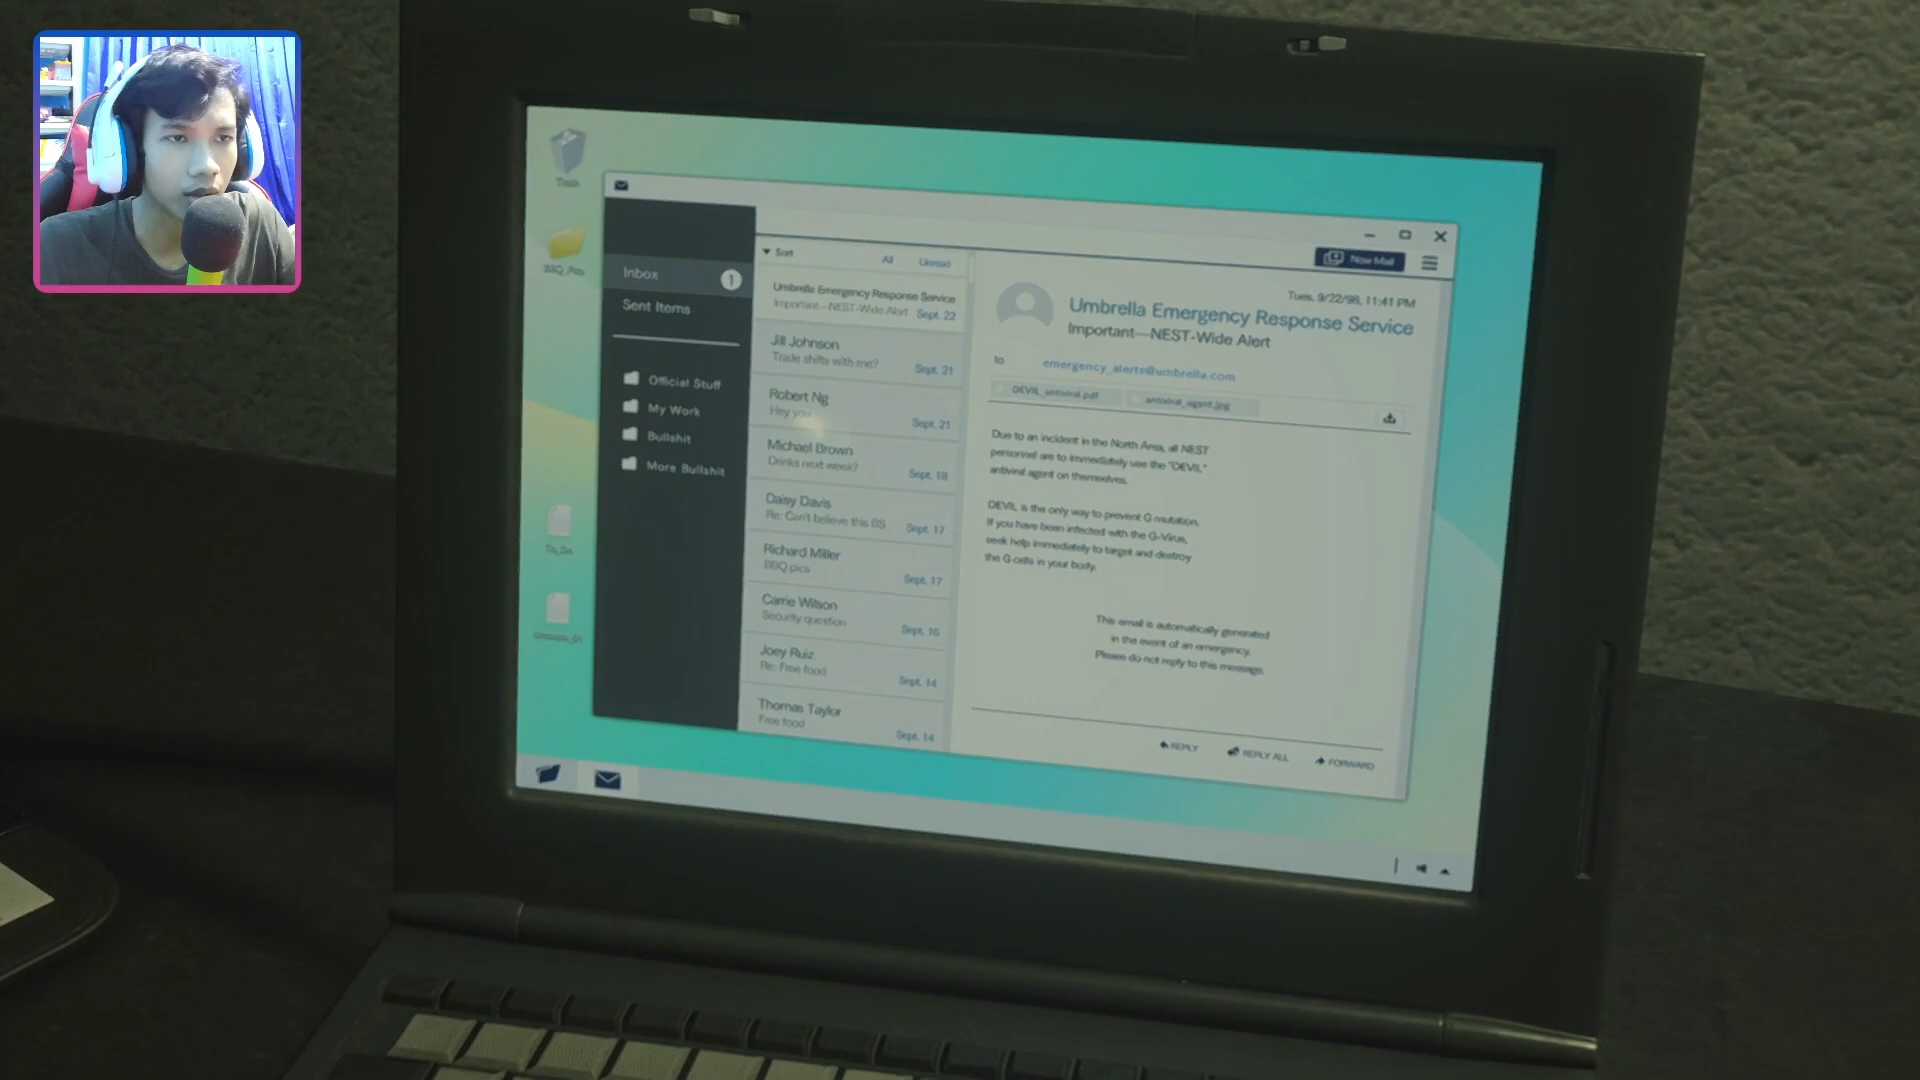 Inbox
1
Sent Items
Official Stuff
My Work
Bullshit
More Bullshit
BBQ_Pics
Sort
All
Unread
Umbrella Emergency Response Service
Important—NEST-Wide Alert
Sept. 22
Jill Johnson
Trade shifts with me?
Sept. 21
Robert Ng
Hey you
Sept. 21
Michael Brown
Drinks next week?
Sept. 18
Daisy Davis
Re: Can't believe this BS
Sept. 17
Richard Miller
BBQ pics
Sept. 17
Carrie Wilson
Security question
Sept. 16
Joey Ruiz
Re: Free food
Sept. 14
Thomas Taylor
Free food
Sept. 14
New Mail
Tues. 9/22/98, 11:41 PM
Umbrella Emergency Response Service
Important—NEST-Wide Alert
to
emergency_alerts@umbrella.com
DEVIL_antiviral.pdf
antiviral_agent.jpg
Due to an incident in the North Area, all NEST
personnel are to immediately use the "DEVIL"
antiviral agent on themselves.
DEVIL is the only way to prevent G mutation.
If you have been infected with the G-Virus,
seek help immediately to target and destroy
the G cells in your body.
This email is automatically generated
in the event of an emergency.
Please do not reply to this message.
REPLY
REPLY ALL
FORWARD